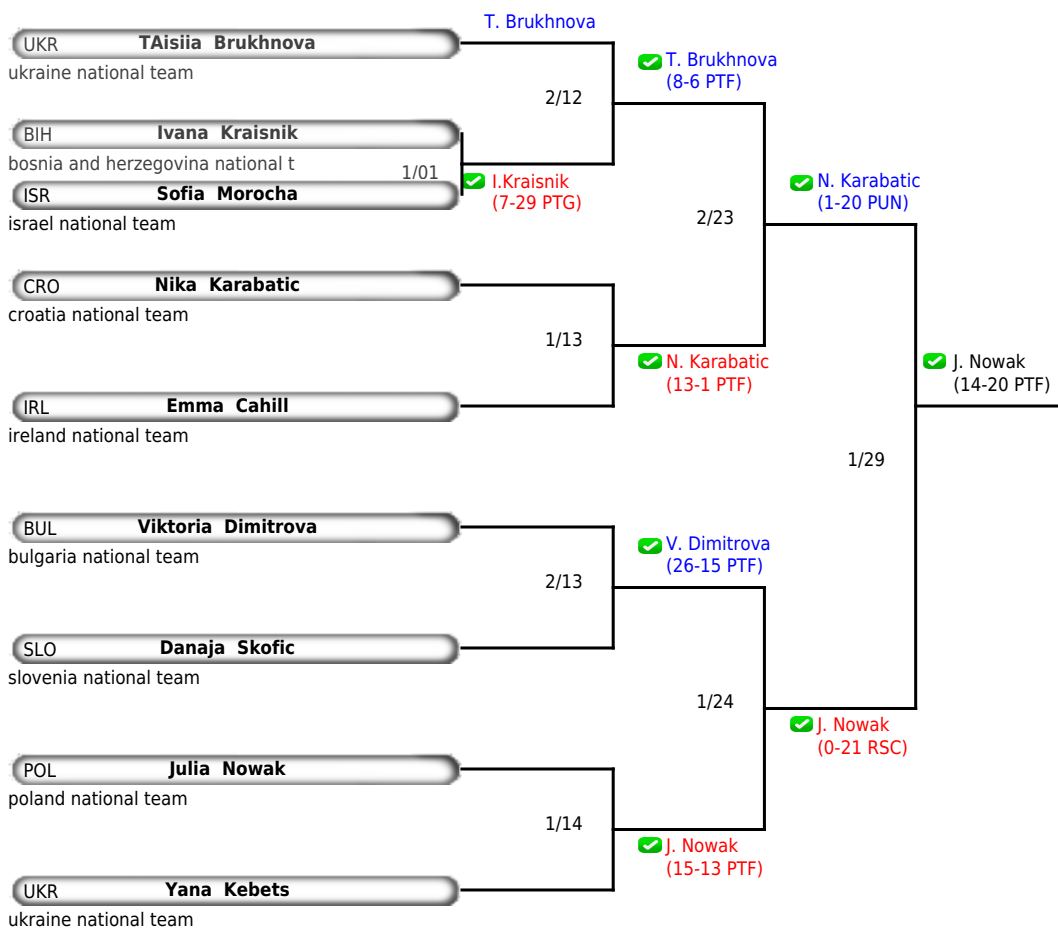 T. Brukhnova
UKR TAisiia Brukhnova
ukraine national team
T. Brukhnova
(8-6 PTF)
2/12
BIH Ivana Kraisnik
bosnia and herzegovina national t
1/01
I.Kraisnik
(7-29 PTG)
ISR Sofia Morocha
israel national team
N. Karabatic
(1-20 PUN)
2/23
CRO Nika Karabatic
croatia national team
1/13
N. Karabatic
(13-1 PTF)
J. Nowak
(14-20 PTF)
IRL Emma Cahill
ireland national team
1/29
BUL Viktoria Dimitrova
bulgaria national team
V. Dimitrova
(26-15 PTF)
2/13
SLO Danaja Skofic
slovenia national team
1/24
J. Nowak
(0-21 RSC)
POL Julia Nowak
poland national team
1/14
J. Nowak
(15-13 PTF)
UKR Yana Kebets
ukraine national team